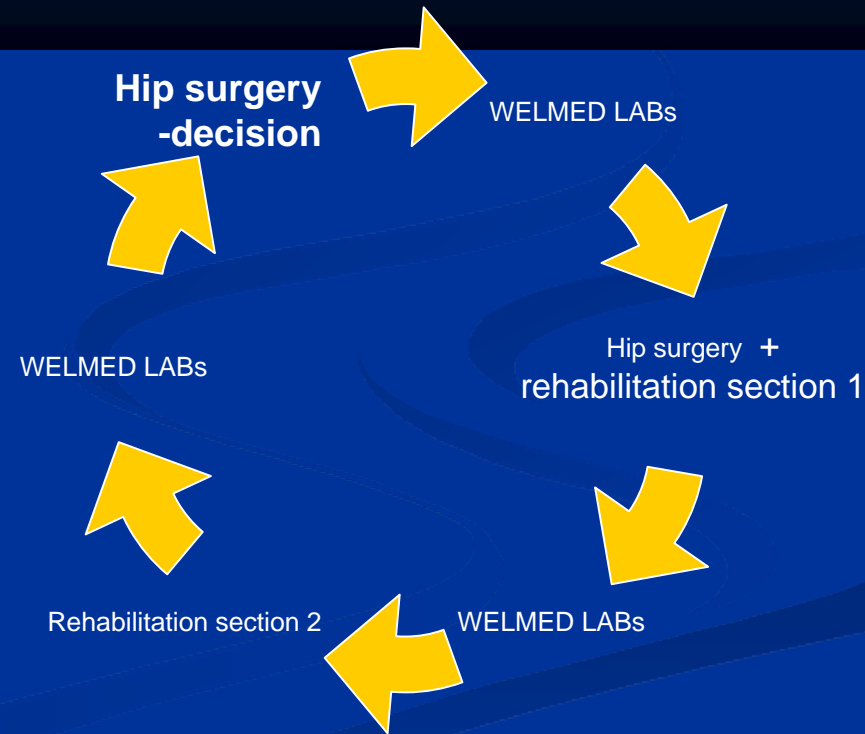 Hip surgery
-decision
WELMED LABs
Hip surgery +
rehabilitation section 1
WELMED LABs
Rehabilitation section 2
WELMED LABs